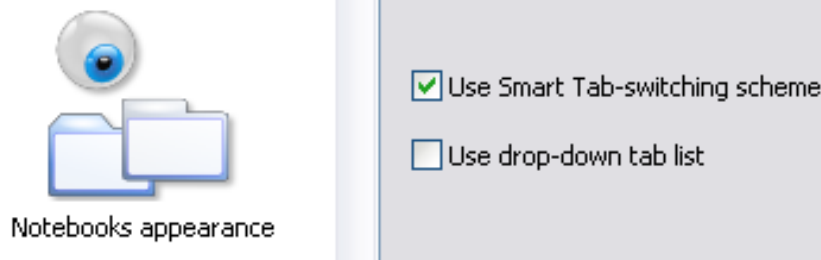 Use Smart Tab-switching scheme
Use drop-down tab list
Notebooks appearance